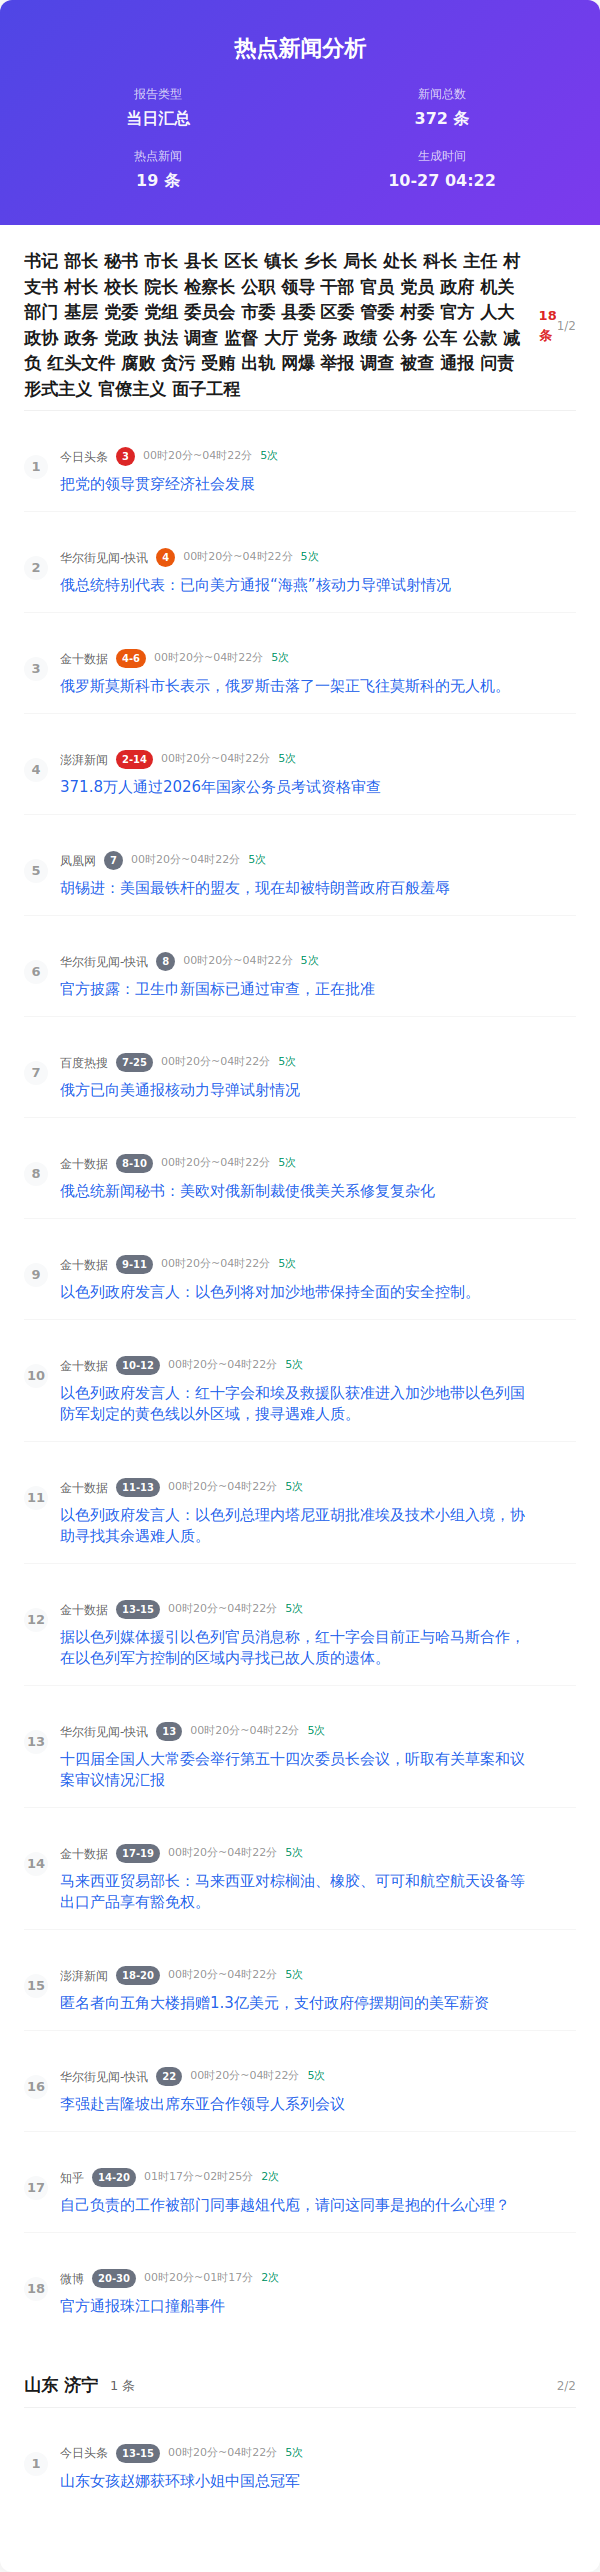 热点新闻分析
报告类型
新闻总数
当日汇总
372 条
热点新闻
生成时间
19 条
10-27 04:22
书记 部长 秘书 市长 县长 区长 镇长 乡长 局长 处长 科长 主任 村
支书 村长 校长 院长 检察长 公职 领导 干部 官员 党员 政府 机关
部门 基层 党委 党组 委员会 市委 县委 区委 管委 村委 官方 人大
政协 政务 党政 执法 调查 监督 大厅 党务 政绩 公务 公车 公款 减
负 红头文件 腐败 贪污 受贿 出轨 网爆 举报 调查 被查 通报 问责
形式主义 官僚主义 面子工程
18
条
1/2
1
今日头条 3 00时20分~04时22分 5次
把党的领导贯穿经济社会发展
2
华尔街见闻-快讯 4 00时20分~04时22分 5次
俄总统特别代表：已向美方通报“海燕”核动力导弹试射情况
3
金十数据 4-6 00时20分~04时22分 5次
俄罗斯莫斯科市长表示，俄罗斯击落了一架正飞往莫斯科的无人机。
4
澎湃新闻 2-14 00时20分~04时22分 5次
371.8万人通过2026年国家公务员考试资格审查
5
凤凰网 7 00时20分~04时22分 5次
胡锡进：美国最铁杆的盟友，现在却被特朗普政府百般羞辱
6
华尔街见闻-快讯 8 00时20分~04时22分 5次
官方披露：卫生巾新国标已通过审查，正在批准
7
百度热搜 7-25 00时20分~04时22分 5次
俄方已向美通报核动力导弹试射情况
8
金十数据 8-10 00时20分~04时22分 5次
俄总统新闻秘书：美欧对俄新制裁使俄美关系修复复杂化
9
金十数据 9-11 00时20分~04时22分 5次
以色列政府发言人：以色列将对加沙地带保持全面的安全控制。
10
金十数据 10-12 00时20分~04时22分 5次
以色列政府发言人：红十字会和埃及救援队获准进入加沙地带以色列国
防军划定的黄色线以外区域，搜寻遇难人质。
11
金十数据 11-13 00时20分~04时22分 5次
以色列政府发言人：以色列总理内塔尼亚胡批准埃及技术小组入境，协
助寻找其余遇难人质。
12
金十数据 13-15 00时20分~04时22分 5次
据以色列媒体援引以色列官员消息称，红十字会目前正与哈马斯合作，
在以色列军方控制的区域内寻找已故人质的遗体。
13
华尔街见闻-快讯 13 00时20分~04时22分 5次
十四届全国人大常委会举行第五十四次委员长会议，听取有关草案和议
案审议情况汇报
14
金十数据 17-19 00时20分~04时22分 5次
马来西亚贸易部长：马来西亚对棕榈油、橡胶、可可和航空航天设备等
出口产品享有豁免权。
15
澎湃新闻 18-20 00时20分~04时22分 5次
匿名者向五角大楼捐赠1.3亿美元，支付政府停摆期间的美军薪资
16
华尔街见闻-快讯 22 00时20分~04时22分 5次
李强赴吉隆坡出席东亚合作领导人系列会议
17
知乎 14-20 01时17分~02时25分 2次
自己负责的工作被部门同事越俎代庖，请问这同事是抱的什么心理？
18
微博 20-30 00时20分~01时17分 2次
官方通报珠江口撞船事件
山东 济宁 1 条
2/2
1
今日头条 13-15 00时20分~04时22分 5次
山东女孩赵娜获环球小姐中国总冠军